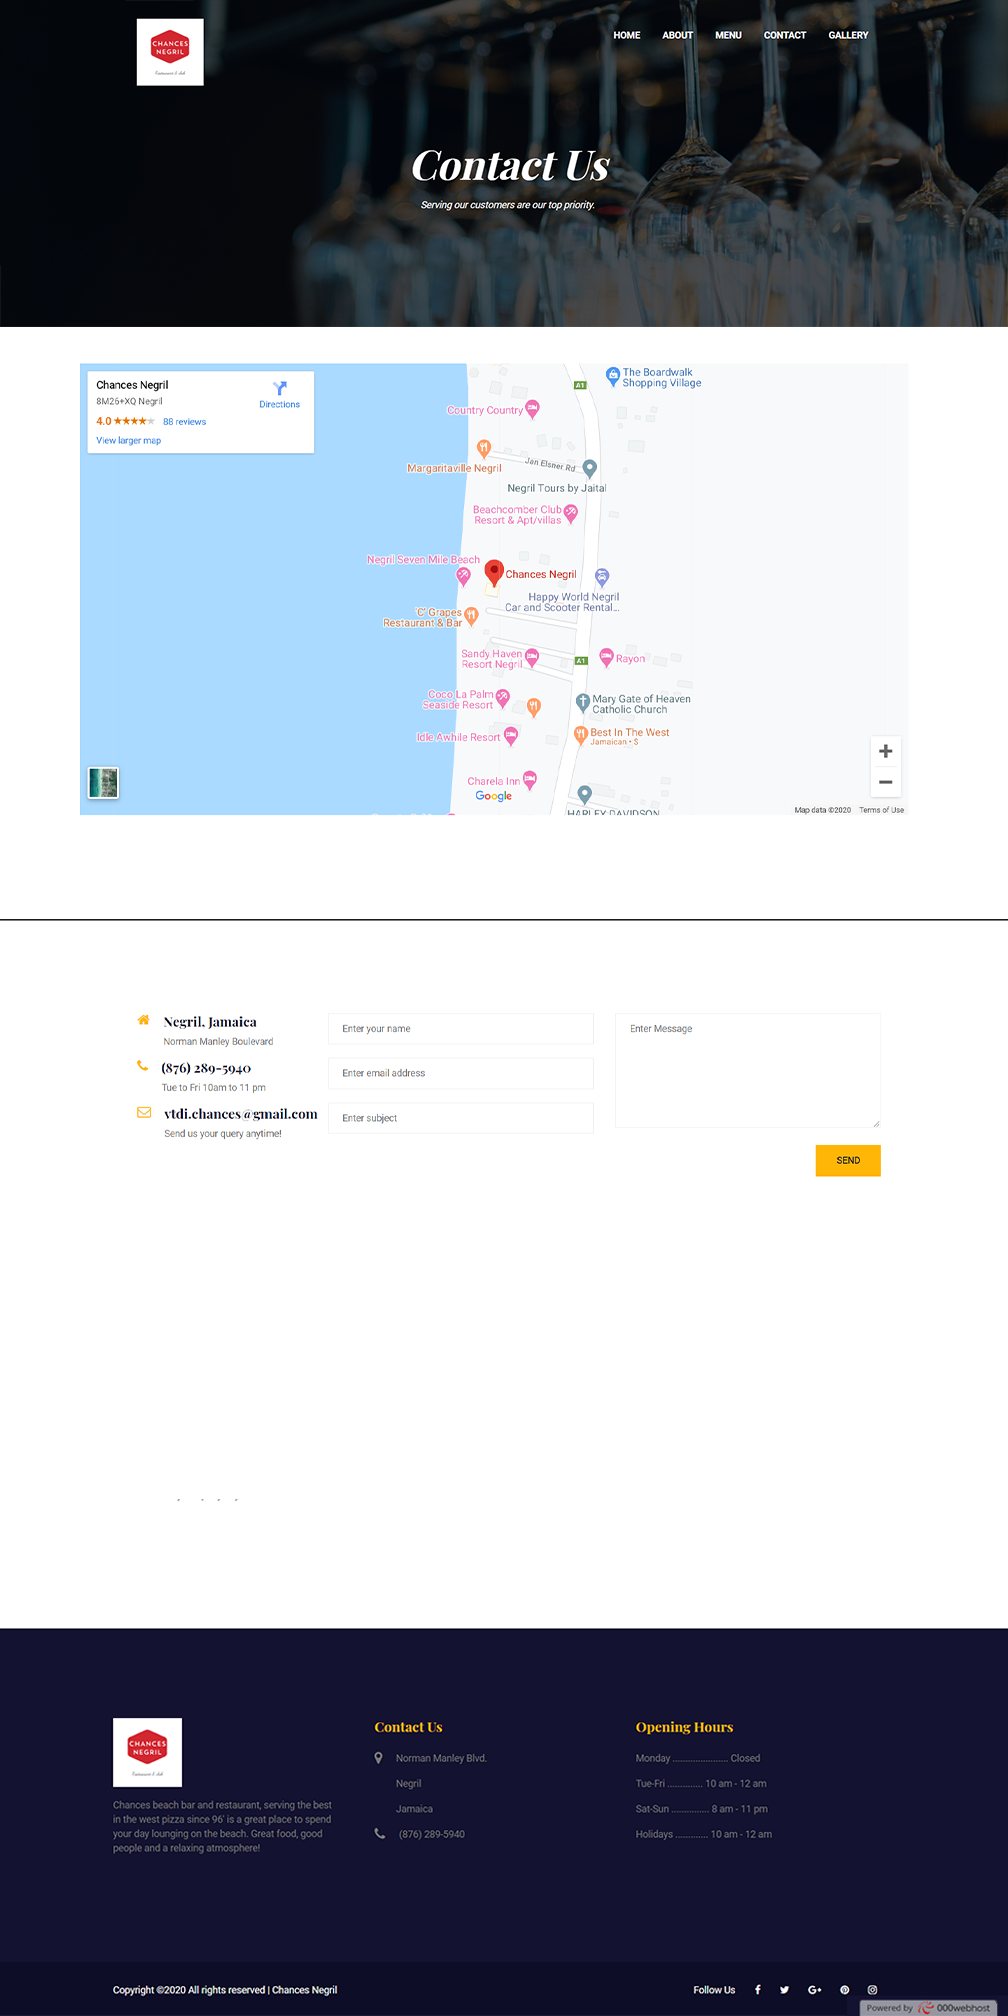 CHANCES
NEGRIL
Restaurant & club
HOME ABOUT MENU CONTACT GALLERY
Contact Us
Serving our customers are our top priority.
Chances Negril
8M26+XQ Negril
Directions
4.0 88 reviews
View larger map
A1
The Boardwalk
Shopping Village
Country Country
Margaritaville Negril
Jan Elsner Rd
Negril Tours by Jaital
Beachcomber Club
Resort & Apt/villas
Negril Seven Mile Beach
Chances Negril
Happy World Negril
Car and Scooter Rental...
'C' Grapes
Restaurant & Bar
Sandy Haven
Resort Negril
A1
Rayon
Coco La Palm
Seaside Resort
Mary Gate of Heaven
Catholic Church
Idle Awhile Resort
Best In The West
Jamaican • $
Charela Inn
Google
HARLEY DAVIDSON
Map data ©2020 Terms of Use
Negril, Jamaica
Norman Manley Boulevard
(876) 289-5940
Tue to Fri 10am to 11 pm
vtdi.chances@gmail.com
Send us your query anytime!
Enter your name
Enter email address
Enter subject
Enter Message
SEND
CHANCES
NEGRIL
Restaurant & club
Chances beach bar and restaurant, serving the best
in the west pizza since 96' is a great place to spend
your day lounging on the beach. Great food, good
people and a relaxing atmosphere!
Contact Us
Norman Manley Blvd.
Negril
Jamaica
(876) 289-5940
Opening Hours
Monday ...................... Closed
Tue-Fri .............. 10 am - 12 am
Sat-Sun ............... 8 am - 11 pm
Holidays ............. 10 am - 12 am
Copyright ©2020 All rights reserved | Chances Negril
Follow Us
Powered by 000webhost